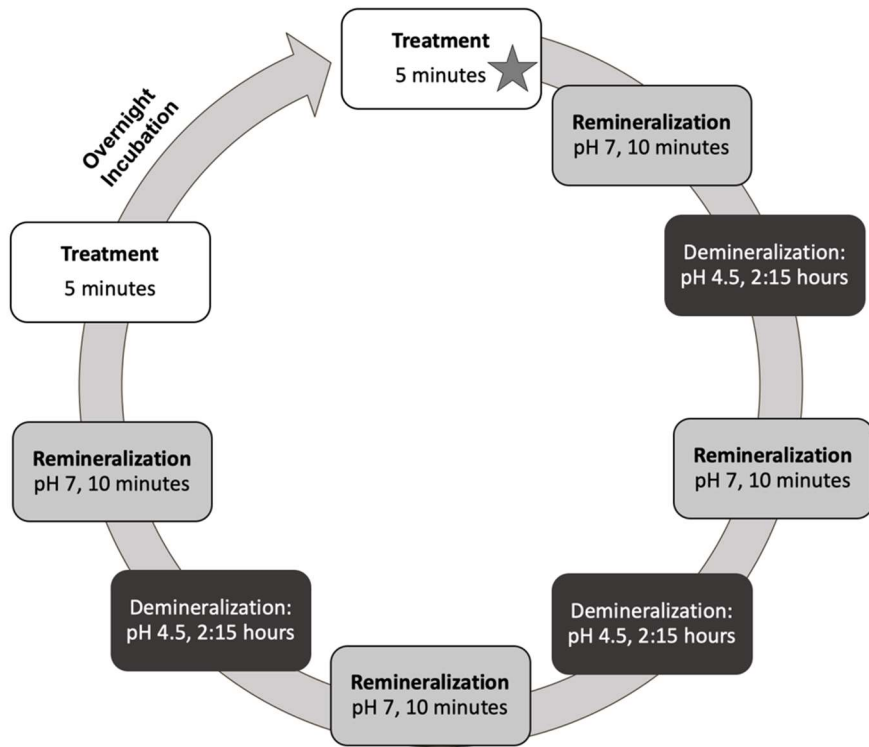 Treatment
5 minutes
Remineralization
pH 7, 10 minutes
Demineralization:
pH 4.5, 2:15 hours
Remineralization
pH 7, 10 minutes
Demineralization:
pH 4.5, 2:15 hours
Remineralization
pH 7, 10 minutes
Demineralization:
pH 4.5, 2:15 hours
Remineralization
pH 7, 10 minutes
Treatment
5 minutes
Overnight
Incubation